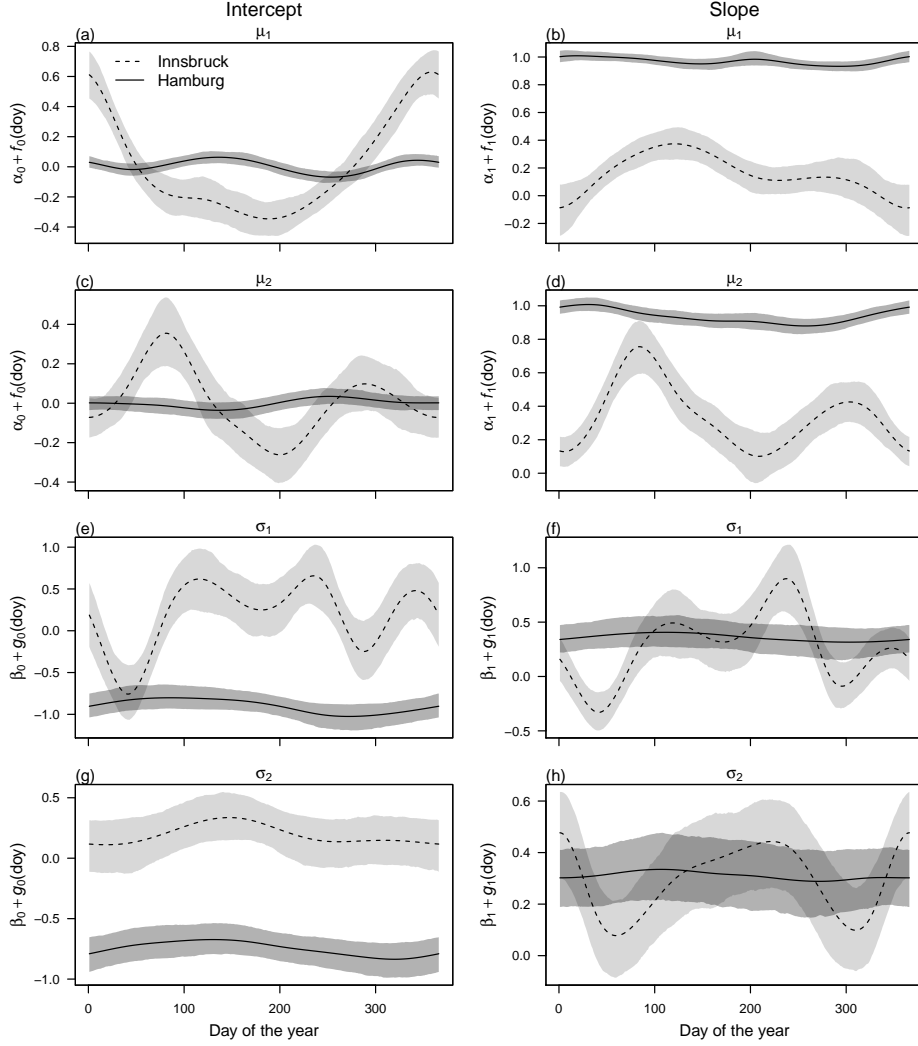 Intercept
Slope
(a) μ1
(b) μ1
α0 + f0(doy)
0.8
0.6
0.4
0.2
0.0
−0.2
−0.4
Innsbruck
Hamburg
α1 + f1(doy)
1.0
0.8
0.6
0.4
0.2
0.0
−0.2
(c) μ2
(d) μ2
α0 + f0(doy)
0.4
0.2
0.0
−0.2
−0.4
α1 + f1(doy)
1.0
0.8
0.6
0.4
0.2
0.0
(e) σ1
(f) σ1
β0 + g0(doy)
1.0
0.5
0.0
−0.5
−1.0
β1 + g1(doy)
1.0
0.5
0.0
−0.5
(g) σ2
(h) σ2
β0 + g0(doy)
0.5
0.0
−0.5
−1.0
β1 + g1(doy)
0.6
0.4
0.2
0.0
0 100 200 300
0 100 200 300
Day of the year
Day of the year